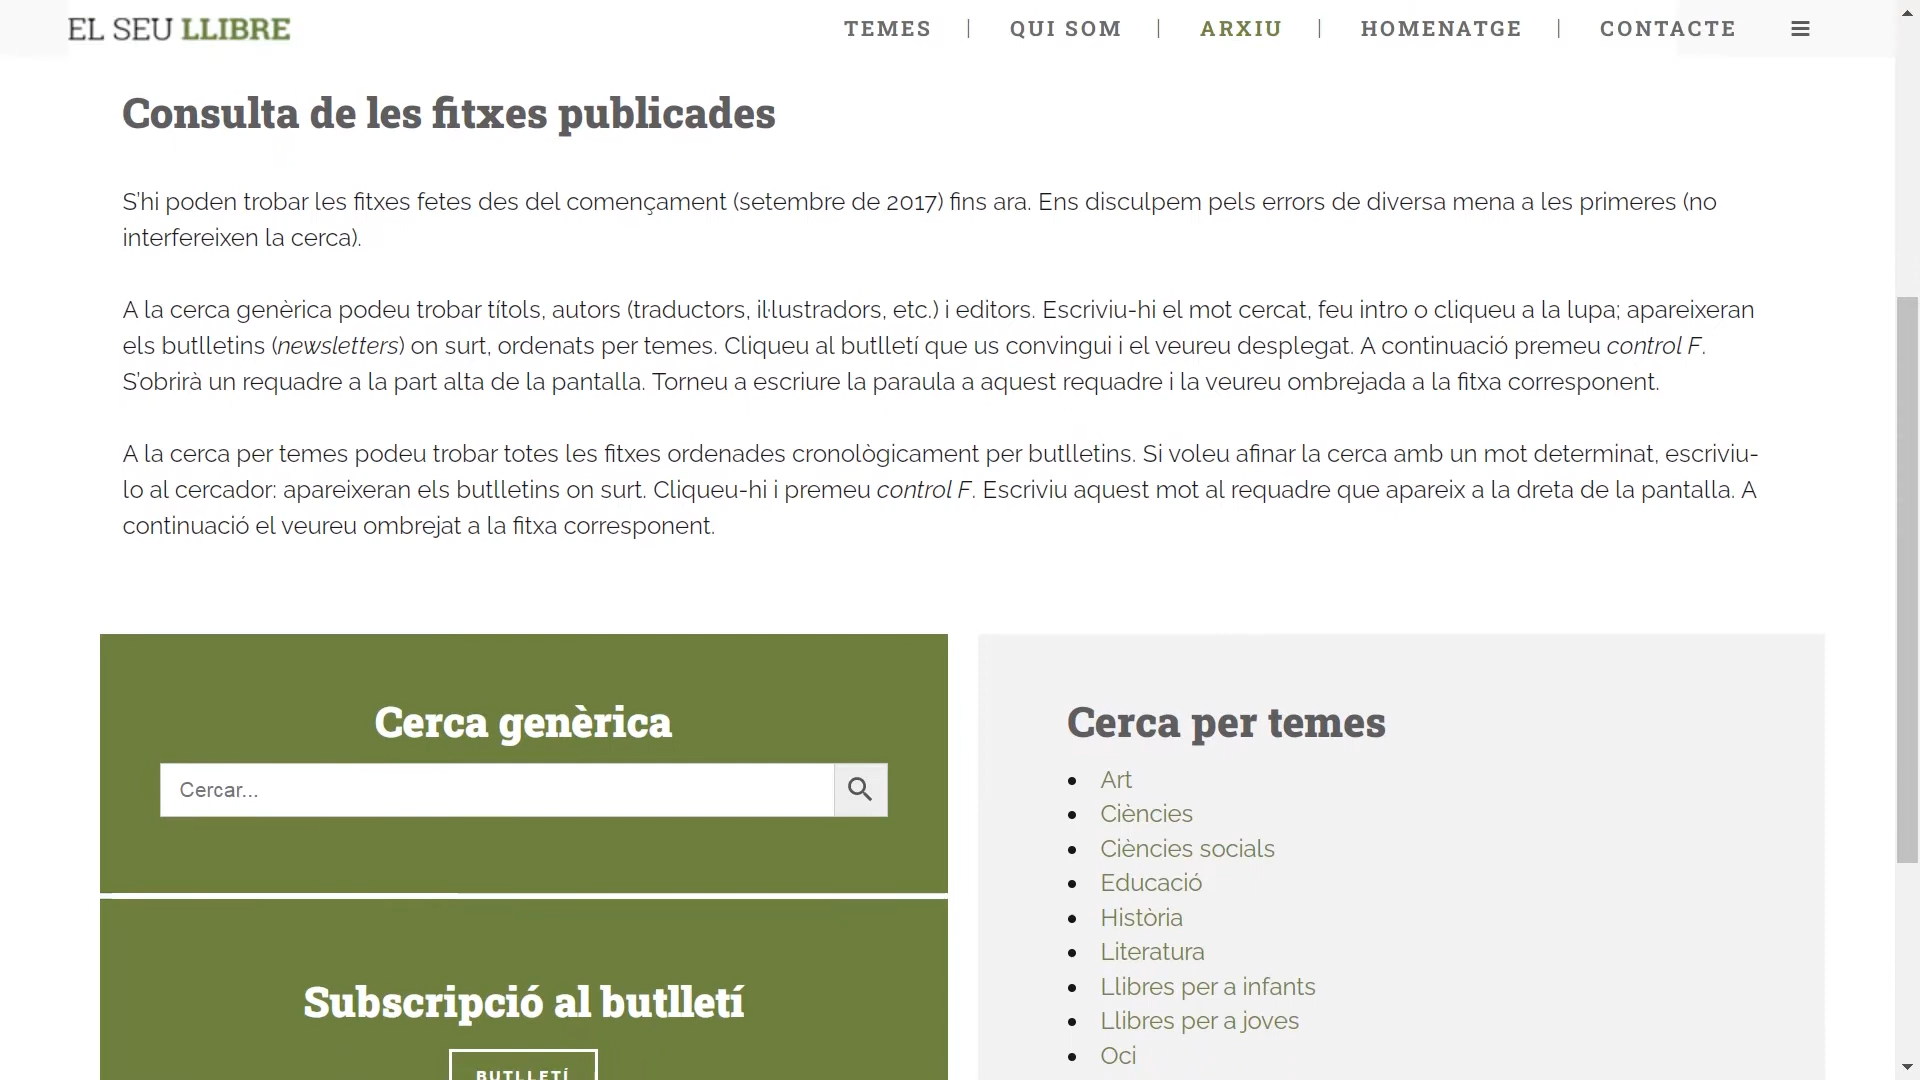 EL SEU LLIBRE
TEMES | QUI SOM | ARXIU | HOMENATGE | CONTACTE
Consulta de les fitxes publicades
S'hi poden trobar les fitxes fetes des del començament (setembre de 2017) fins ara. Ens disculpem pels errors de diversa mena a les primeres (no
interfereixen la cerca).
A la cerca genèrica podeu trobar títols, autors (traductors, il·lustradors, etc.) i editors. Escriviu-hi el mot cercat, feu intro o cliqueu a la lupa; apareixeran
els butlletins (newsletters) on surt, ordenats per temes. Cliqueu al butlletí que us convingui i el veureu desplegat. A continuació premeu control F.
S'obrirà un requadre a la part alta de la pantalla. Torneu a escriure la paraula a aquest requadre i la veureu ombrejada a la fitxa corresponent.
A la cerca per temes podeu trobar totes les fitxes ordenades cronològicament per butlletins. Si voleu afinar la cerca amb un mot determinat, escriviu-
lo al cercador: apareixeran els butlletins on surt. Cliqueu-hi i premeu control F. Escriviu aquest mot al requadre que apareix a la dreta de la pantalla. A
continuació el veureu ombrejat a la fitxa corresponent.
Cerca genèrica
Cercar...
Subscripció al butlletí
BUTLLETÍ
Cerca per temes
Art
Ciències
Ciències socials
Educació
Història
Literatura
Llibres per a infants
Llibres per a joves
Oci